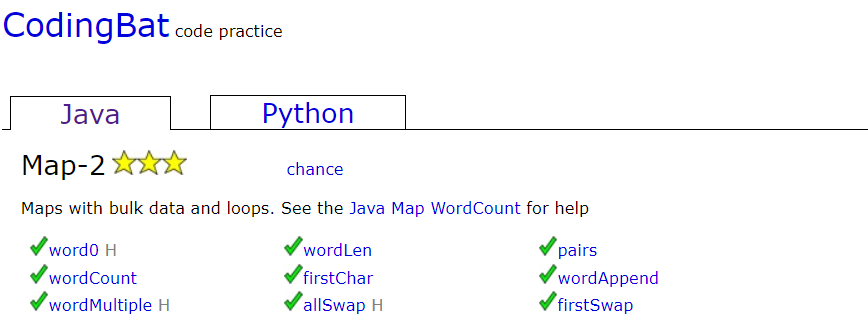 CodingBat code practice
Java Python
Map-2 chance
Maps with bulk data and loops. See the Java Map WordCount for help
word0 H wordLen pairs
wordCount firstChar wordAppend
wordMultiple H allSwap H firstSwap